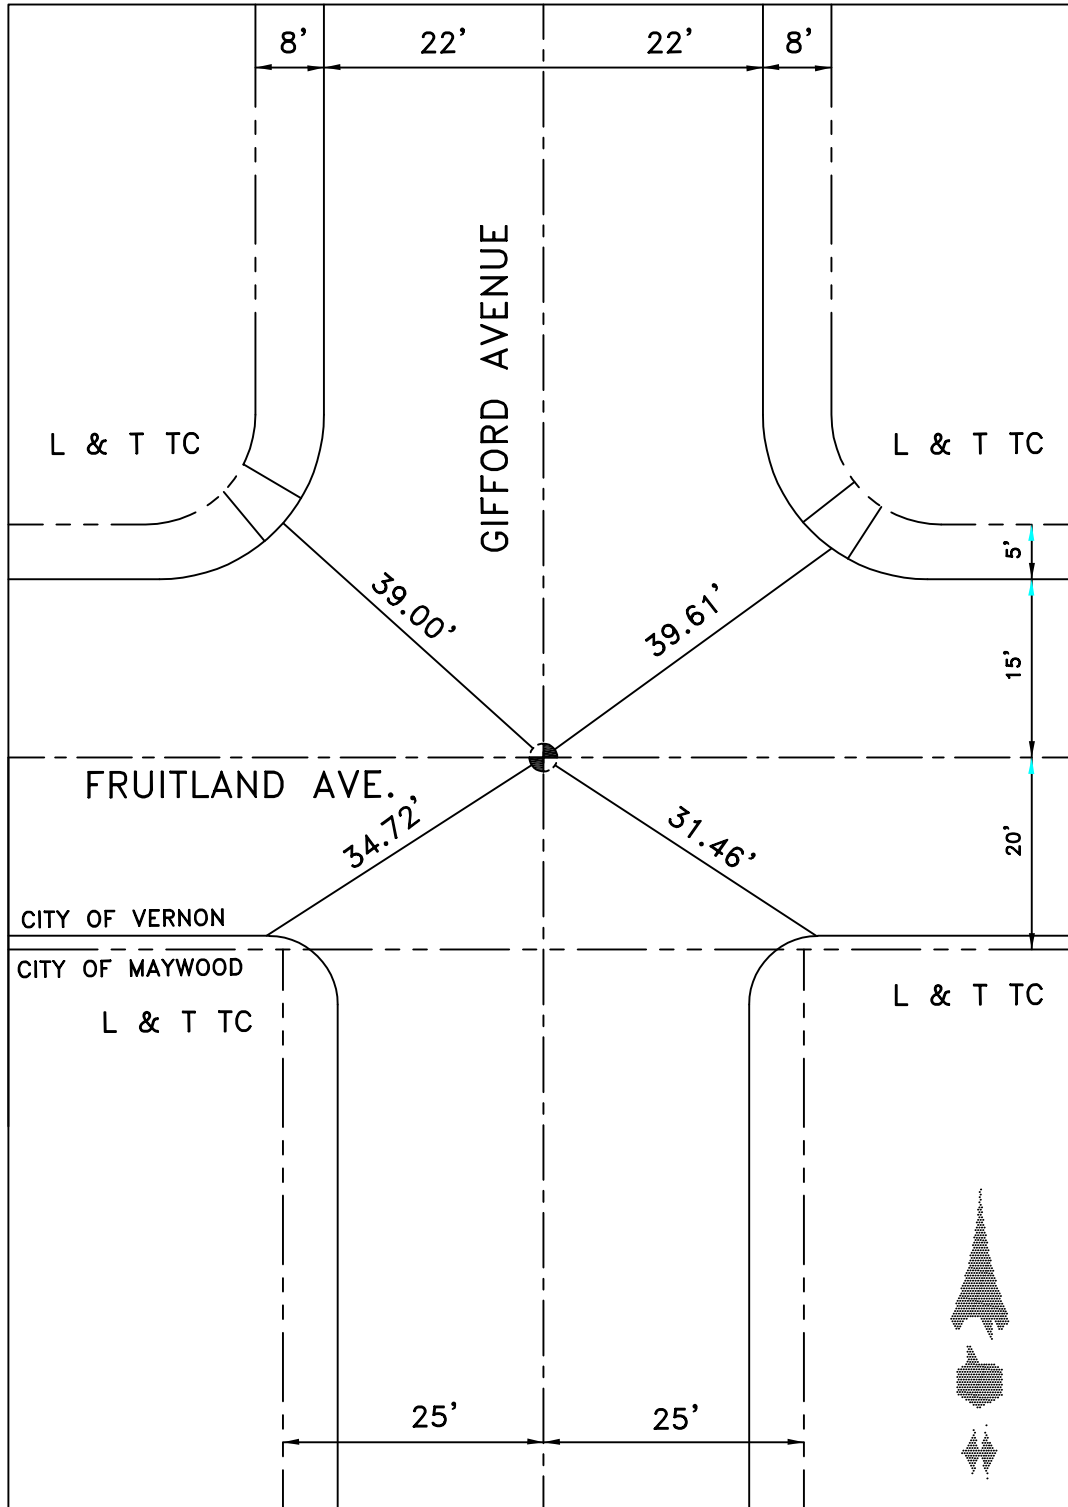 8' 22' 22' 8'
GIFFORD AVENUE
L & T TC
L & T TC
5'
39.00'
39.61'
15'
FRUITLAND AVE.
34.72'
31.46'
20'
CITY OF VERNON
CITY OF MAYWOOD
L & T TC
L & T TC
25' 25'